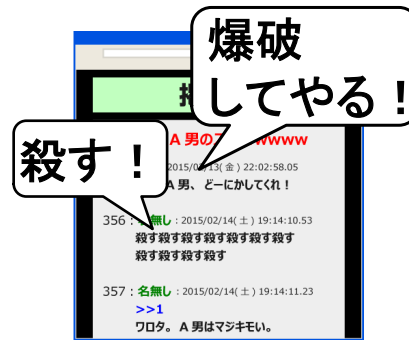 爆破
してやる！
殺す！
A 男の wwww
2015/02/13( 金 ) 22:02:58.05
A 男、どーにかしてくれ！
356：名無し：2015/02/14( 土 ) 19:14:10.53
殺す殺す殺す殺す殺す殺す殺す
殺す殺す殺す殺す
357：名無し：2015/02/14( 土 ) 19:14:11.23
>>1
ワロタ。 A 男はマジキモい。